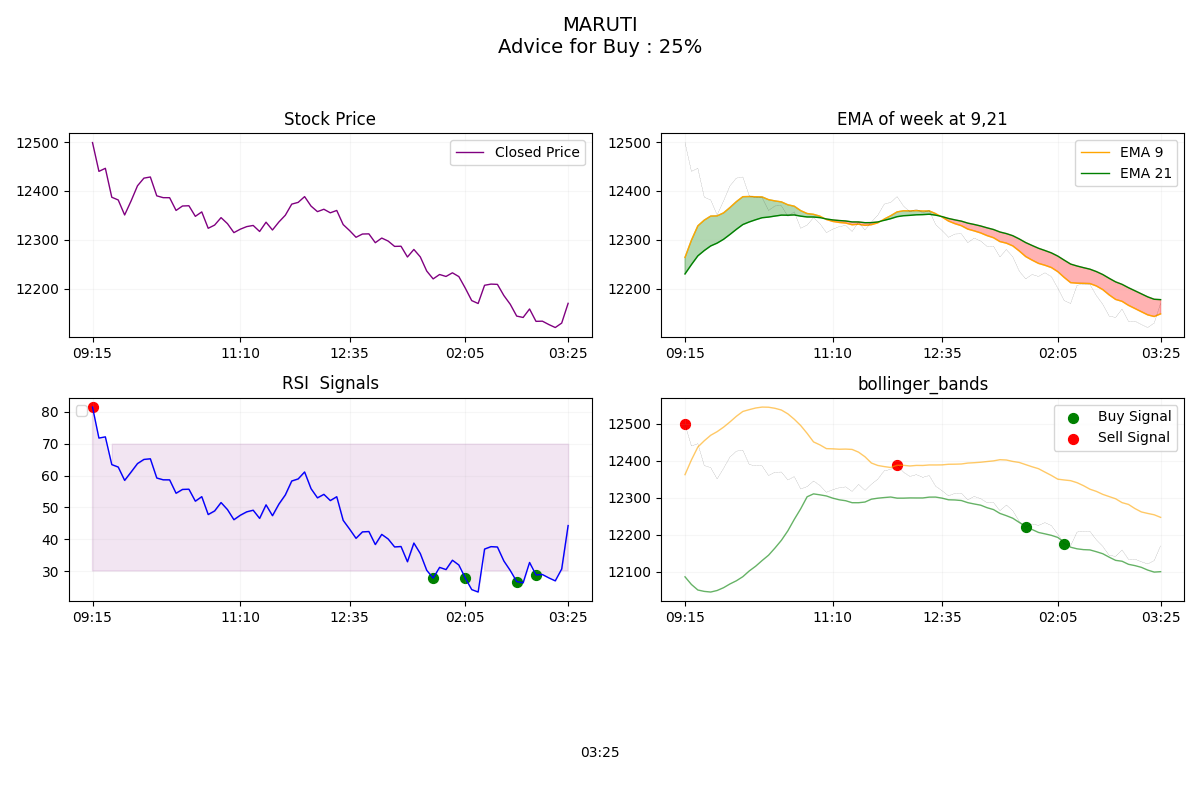 MARUTI
Advice for Buy : 25%
Stock Price
12500
12400
12300
12200
Closed Price
09:15 11:10 12:35 02:05 03:25
EMA of week at 9,21
12500
12400
12300
12200
EMA 9
EMA 21
09:15 11:10 12:35 02:05 03:25
RSI  Signals
80
70
60
50
40
30
09:15 11:10 12:35 02:05 03:25
bollinger_bands
12500
12400
12300
12200
12100
Buy Signal
Sell Signal
09:15 11:10 12:35 02:05 03:25
03:25